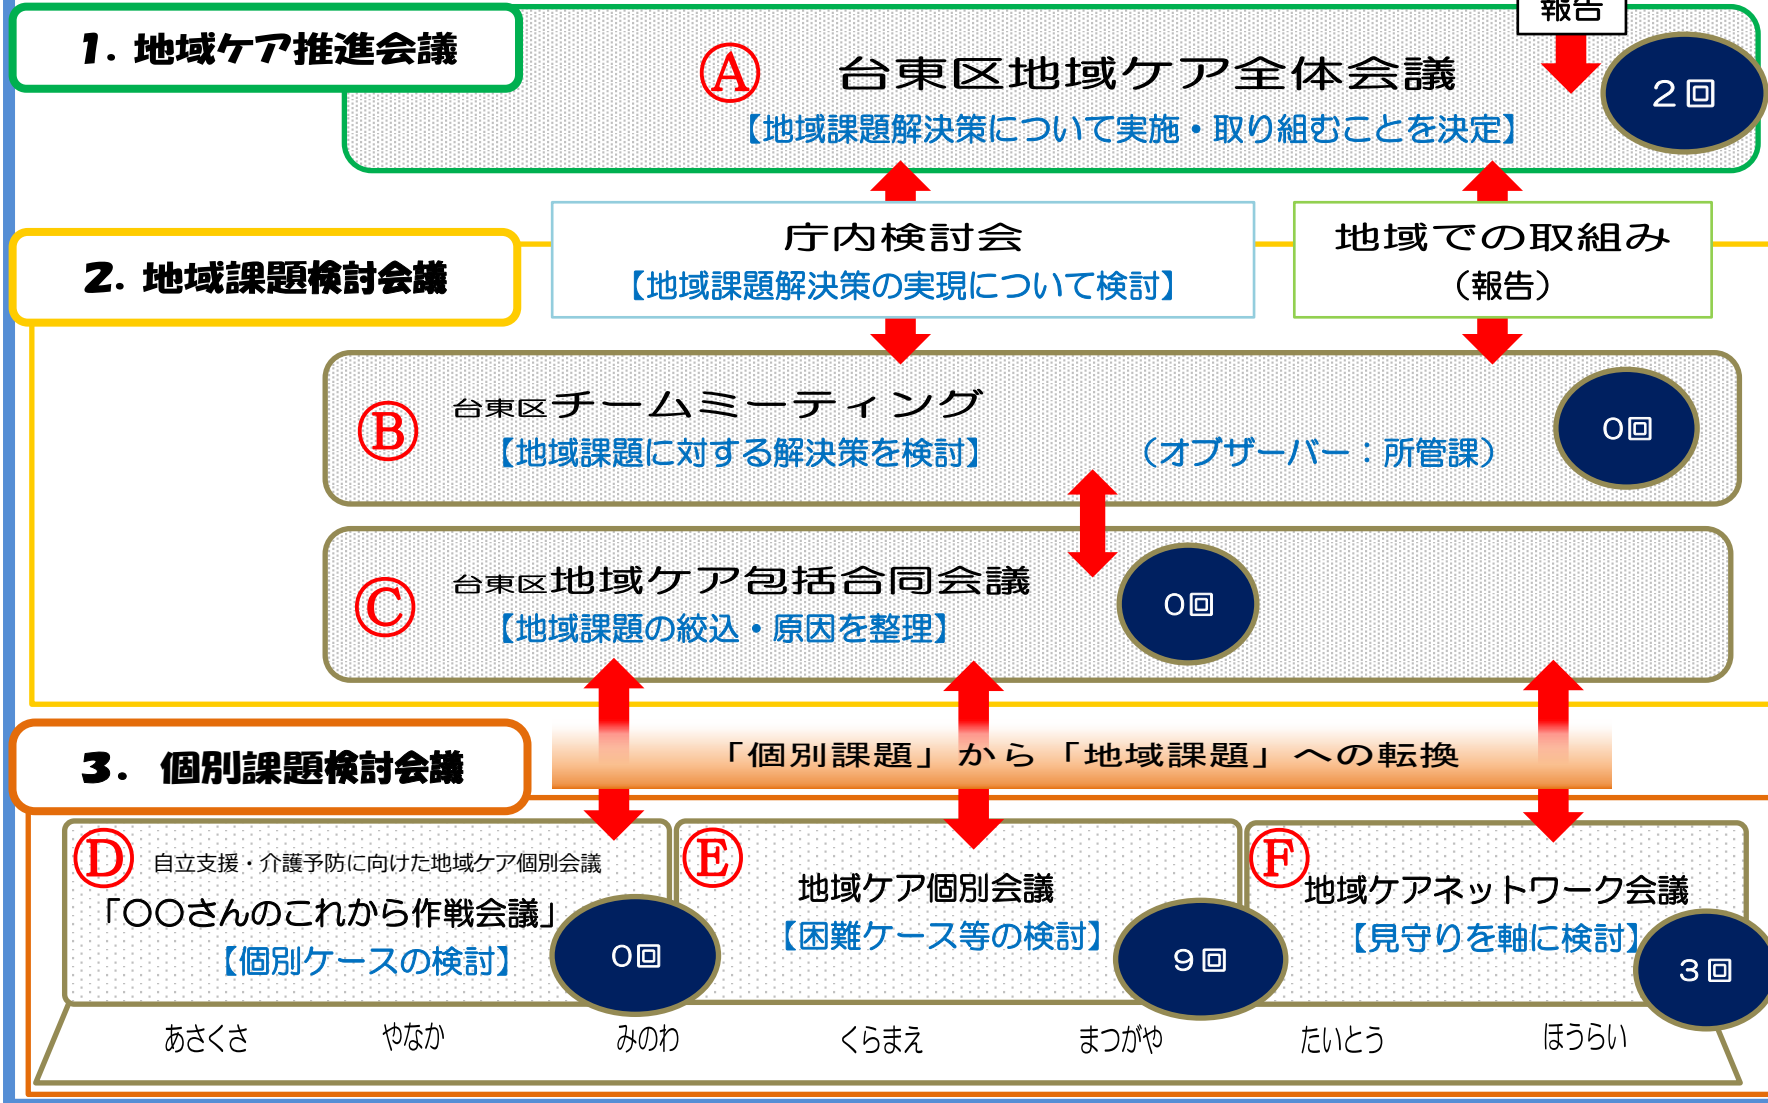 報告
1. 地域ケア推進会議
Ⓐ 台東区地域ケア全体会議
【地域課題解決策について実施・取り組むことを決定】
2回
庁内検討会
【地域課題解決策の実現について検討】
地域での取組み
（報告）
2. 地域課題検討会議
Ⓑ 台東区チームミーティング
【地域課題に対する解決策を検討】 （オブザーバー：所管課）
0回
Ⓒ 台東区地域ケア包括合同会議
【地域課題の絞込・原因を整理】
0回
「個別課題」から「地域課題」への転換
3. 個別課題検討会議
Ⓓ 自立支援・介護予防に向けた地域ケア個別会議
「〇〇さんのこれから作戦会議」
【個別ケースの検討】
0回
Ⓔ 地域ケア個別会議
【困難ケース等の検討】
9回
Ⓕ 地域ケアネットワーク会議
【見守りを軸に検討】
3回
あさくさ やなか みのわ くらまえ まつがや たいとう ほうらい